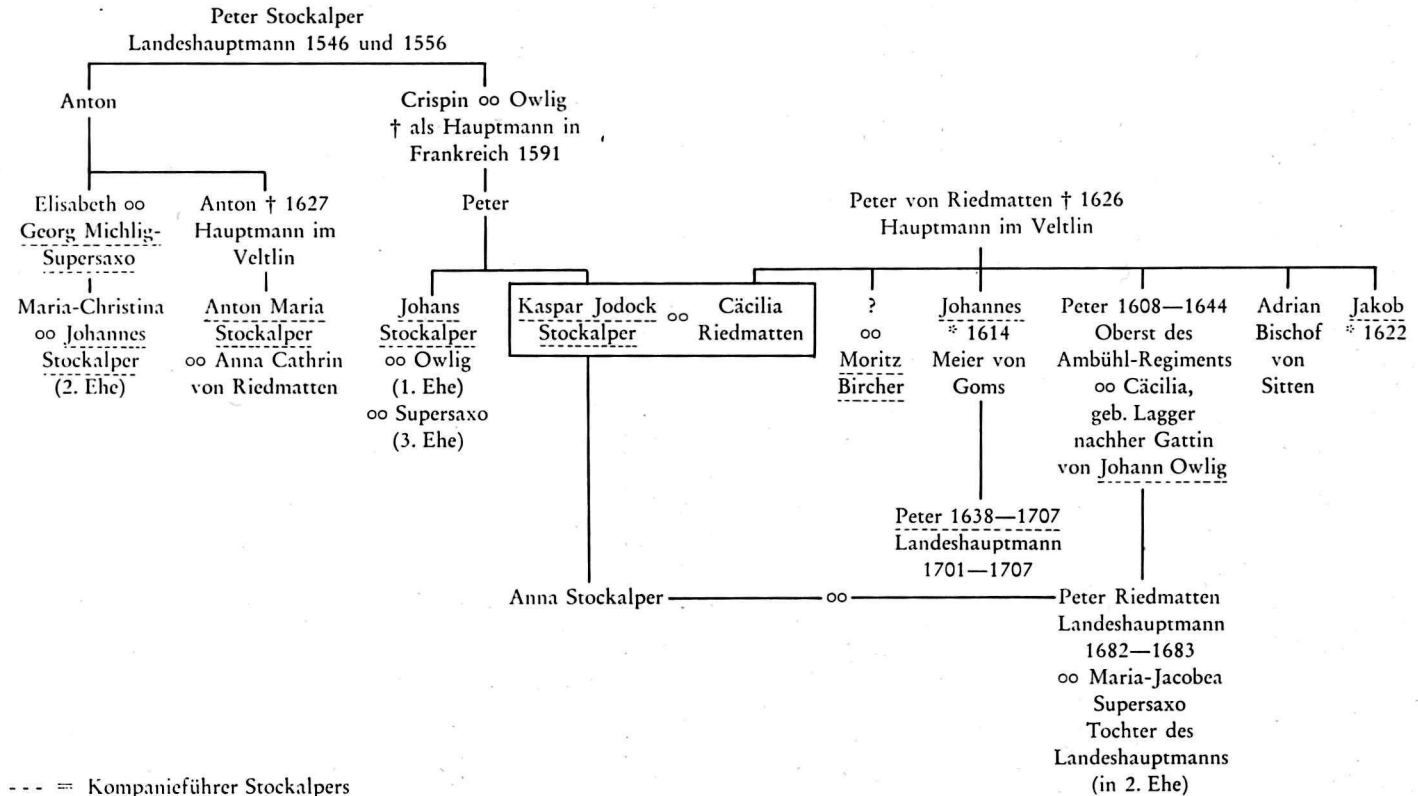 Peter Stockalper
Landeshauptmann 1546 und 1556
Anton
Crispin ∞ Owlig
† als Hauptmann in
Frankreich 1591
Elisabeth ∞
Georg Michlig-
Supersaxo
Anton † 1627
Hauptmann im
Veltlin
Peter
Peter von Riedmatten † 1626
Hauptmann im Veltlin
Maria-Christina
∞ Johannes
Stockalper
(2. Ehe)
Anton Maria
Stockalper
∞ Anna Cathrin
von Riedmatten
Johans
Stockalper
∞ Owlig
(1. Ehe)
∞ Supersaxo
(3. Ehe)
Kaspar Jodock
Stockalper
∞
Cäcilia
Riedmatten
?
∞
Moritz
Bircher
Johannes
* 1614
Meier von
Goms
Peter 1608—1644
Oberst des
Ambühl-Regiments
∞ Cäcilia,
geb. Lagger
nachher Gattin
von Johann Owlig
Adrian
Bischof
von
Sitten
Jakob
* 1622
Peter 1638—1707
Landeshauptmann
1701—1707
Anna Stockalper
∞
Peter Riedmatten
Landeshauptmann
1682—1683
∞ Maria-Jacobea
Supersaxo
Tochter des
Landeshauptmanns
(in 2. Ehe)
--- = Kompanieführer Stockalpers